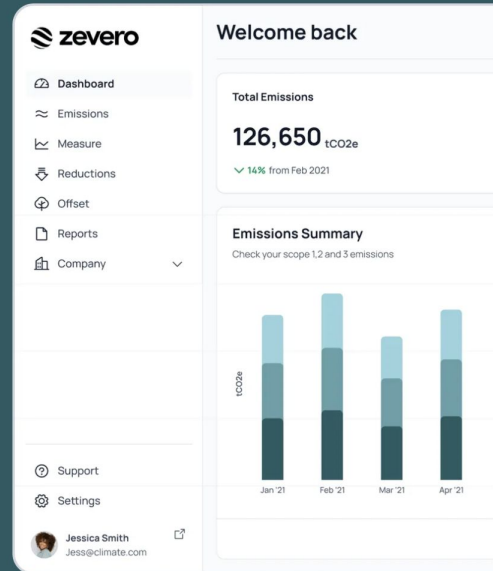 zevero
Dashboard
Emissions
Measure
Reductions
Offset
Reports
Company
Support
Settings
Jessica Smith
Jess@climate.com
Welcome back
Total Emissions
126,650 tCO2e
14% from Feb 2021
Emissions Summary
Check your scope 1,2 and 3 emissions
tCO2e
Jan '21 Feb '21 Mar '21 Apr '21